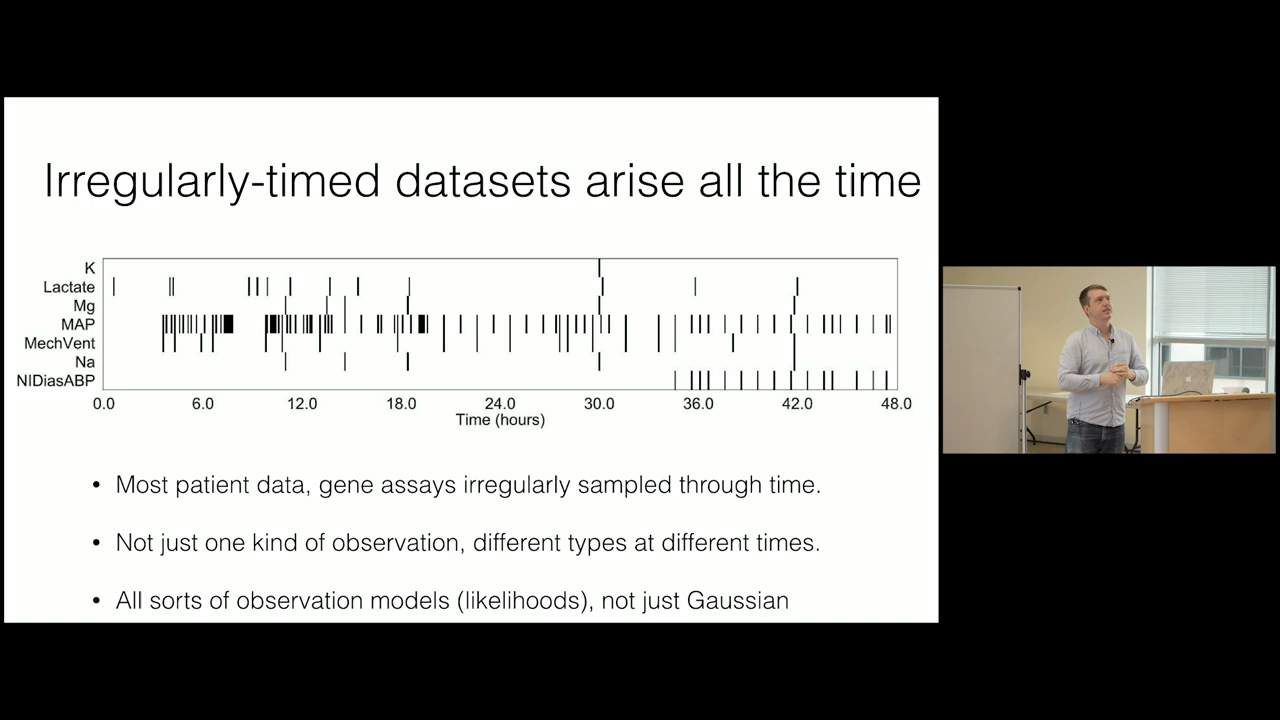 Irregularly-timed datasets arise all the time
K
Lactate
Mg
MAP
MechVent
Na
NIDiasABP
0.0 6.0 12.0 18.0 24.0 30.0 36.0 42.0 48.0
Time (hours)
• Most patient data, gene assays irregularly sampled through time.
• Not just one kind of observation, different types at different times.
• All sorts of observation models (likelihoods), not just Gaussian